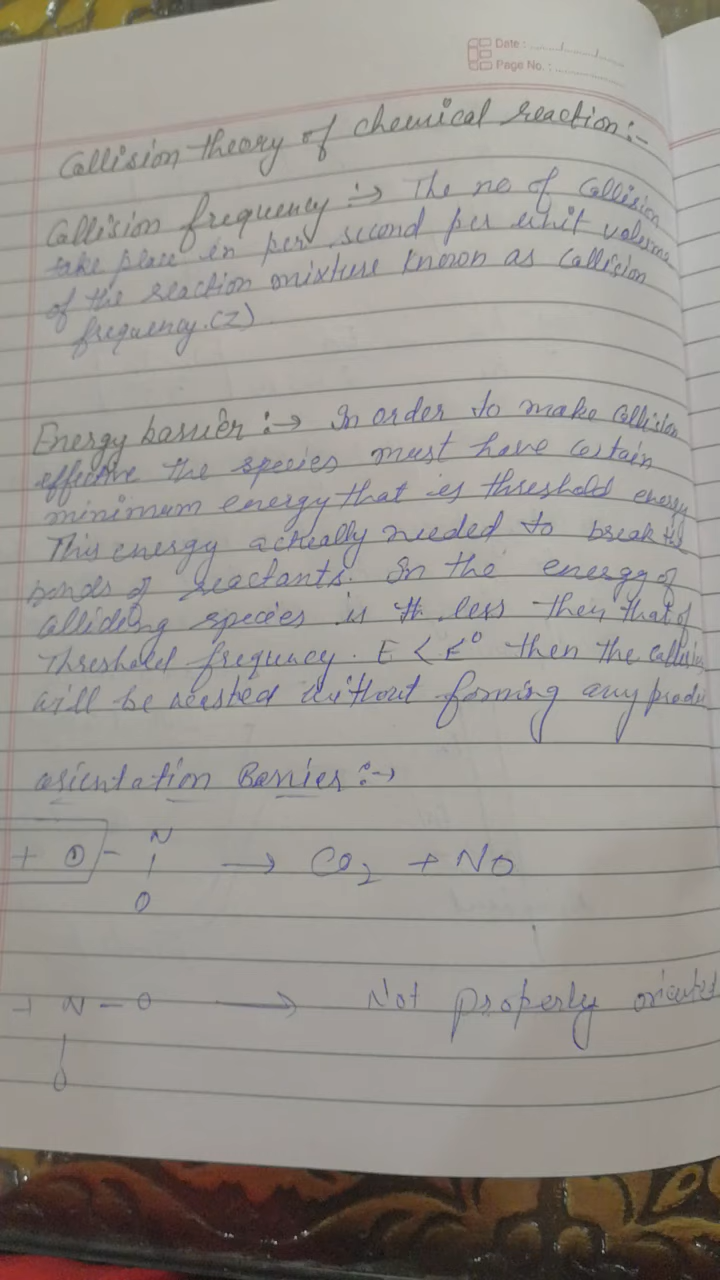 Date : ......./......./.......
Page No. : ...................
Collision theory of chemical reaction :-
Collision frequency :→ The no of Collision
take place in per second per unit volume
of the reaction mixture known as Collision
frequency. (Z)
Energy barrier :→ In order to make Collision
effective the species must have certain
minimum energy that is threshold energy
This energy actually needed to break the
bonds of reactants. In the energy of
colliding species is less then that of
Threshold frequency. E < E° then the Collision
will be without forming any produ
orientation Barrier :→
+ O - N → CO2 + NO
O
+ N - O → Not properly oriented
O